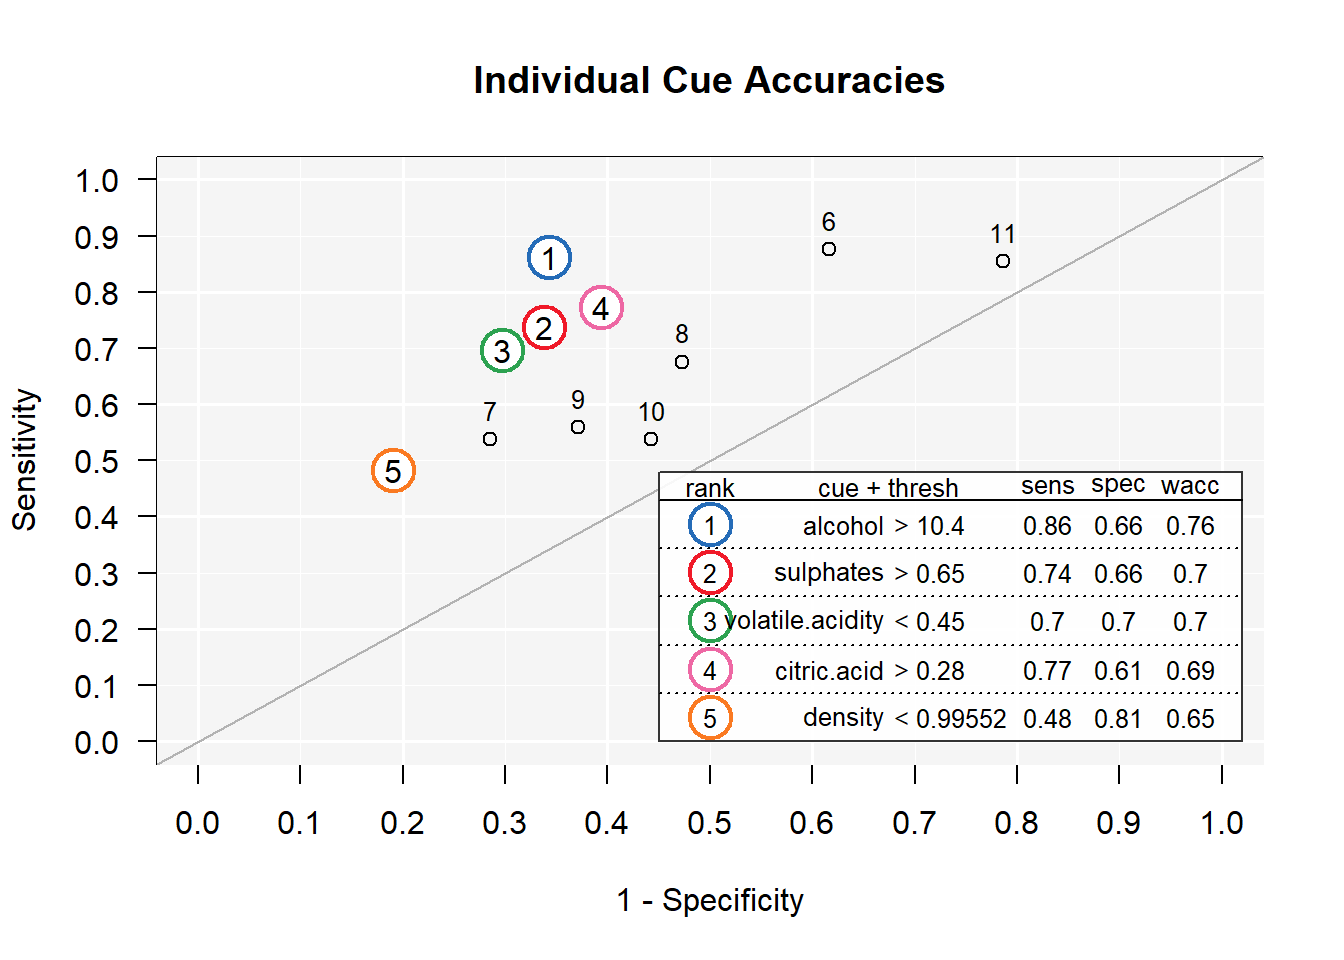 Individual Cue Accuracies
Sensitivity
1.0
0.9
0.8
0.7
0.6
0.5
0.4
0.3
0.2
0.1
0.0
6
11
1
4
2
8
3
9
7
10
5
rank cue + thresh sens spec wacc
1 alcohol > 10.4 0.86 0.66 0.76
2 sulphates > 0.65 0.74 0.66 0.7
3 volatile.acidity < 0.45 0.7 0.7 0.7
4 citric.acid > 0.28 0.77 0.61 0.69
5 density < 0.99552 0.48 0.81 0.65
0.0 0.1 0.2 0.3 0.4 0.5 0.6 0.7 0.8 0.9 1.0
1 - Specificity